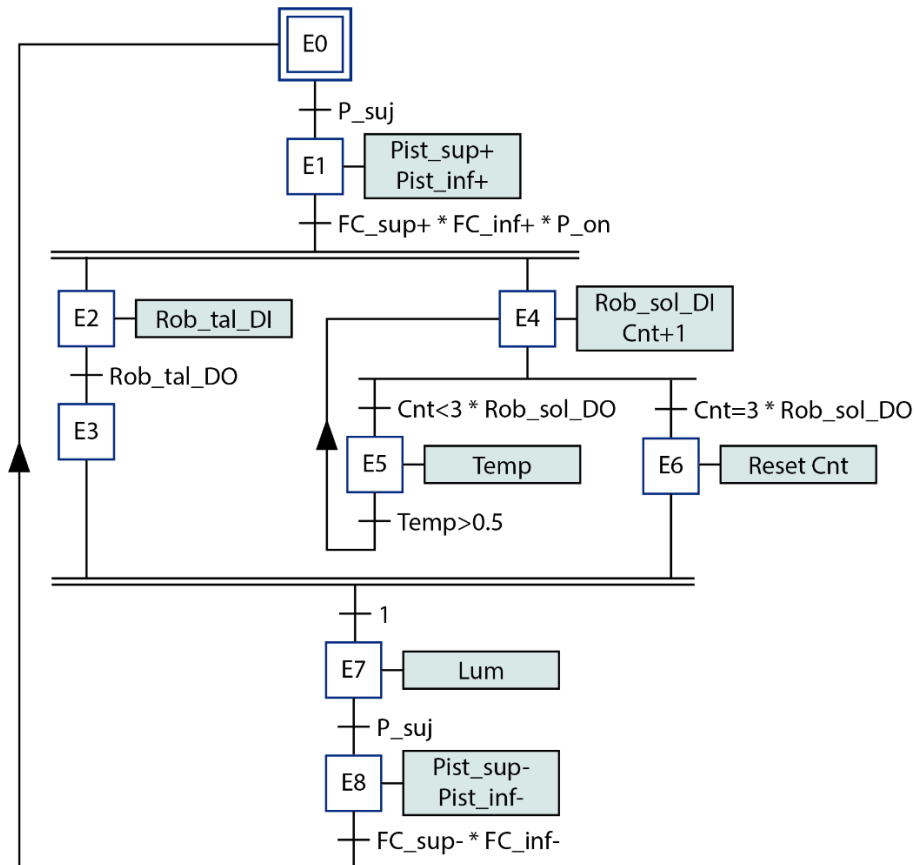 E0
P_suj
E1
Pist_sup+
Pist_inf+
FC_sup+ * FC_inf+ * P_on
E2
Rob_tal_DI
E4
Rob_sol_DI
Cnt+1
Rob_tal_DO
E3
Cnt<3 * Rob_sol_DO
Cnt=3 * Rob_sol_DO
E5
Temp
E6
Reset Cnt
Temp>0.5
1
E7
Lum
P_suj
E8
Pist_sup-
Pist_inf-
FC_sup- * FC_inf-